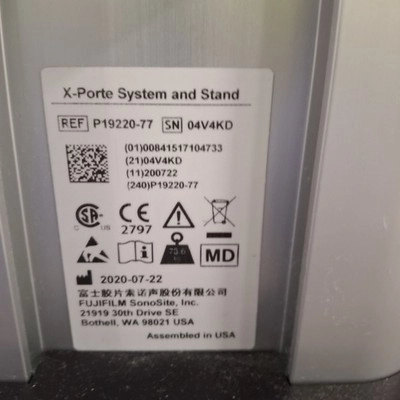 X-Porte System and Stand
REF P19220-77 SN 04V4KD
(01)00841517104733
(21)04V4KD
(11)200722
(240)P19220-77
C US
CE 2797
MD
2020-07-22
富士胶片索诺声股份有限公司
FUJIFILM SonoSite, Inc.
21919 30th Drive SE
Bothell, WA 98021 USA
Assembled in USA